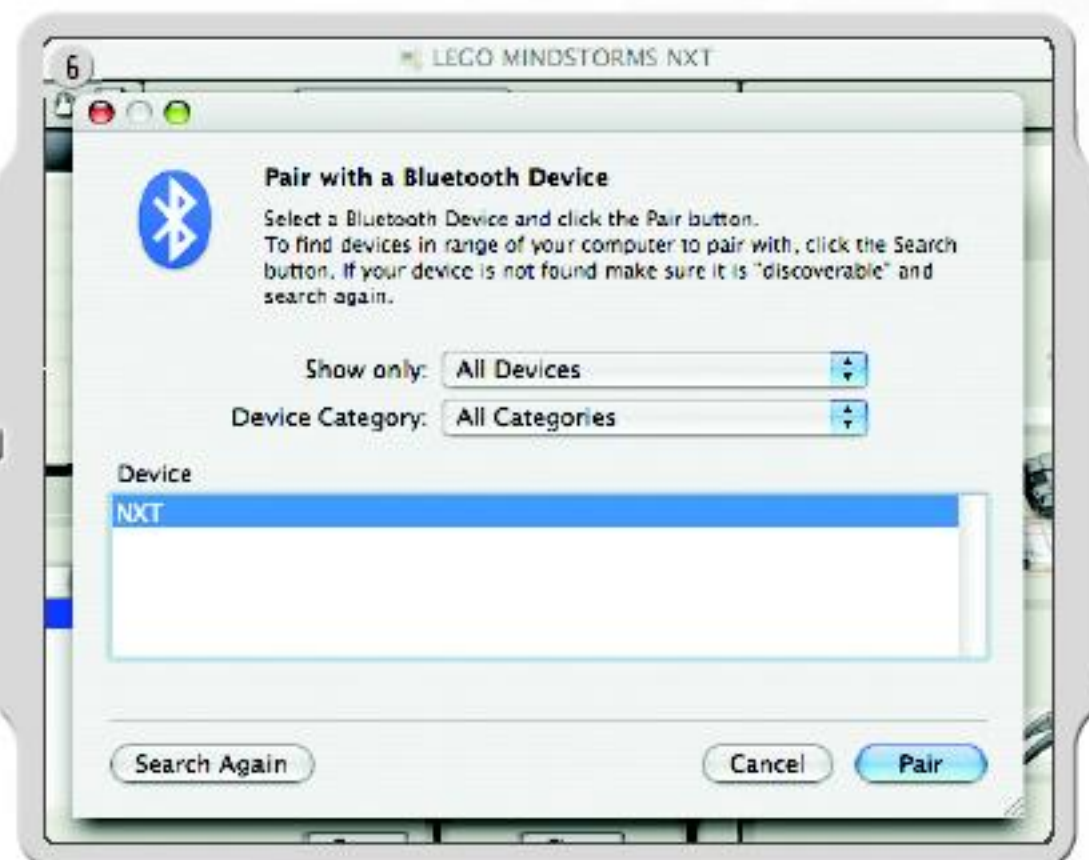 6
LEGO MINDSTORMS NXT
Pair with a Bluetooth Device
Select a Bluetooth Device and click the Pair button.
To find devices in range of your computer to pair with, click the Search
button. If your device is not found make sure it is "discoverable" and
search again.
Show only: All Devices
Device Category: All Categories
Device
NXT
Search Again Cancel Pair